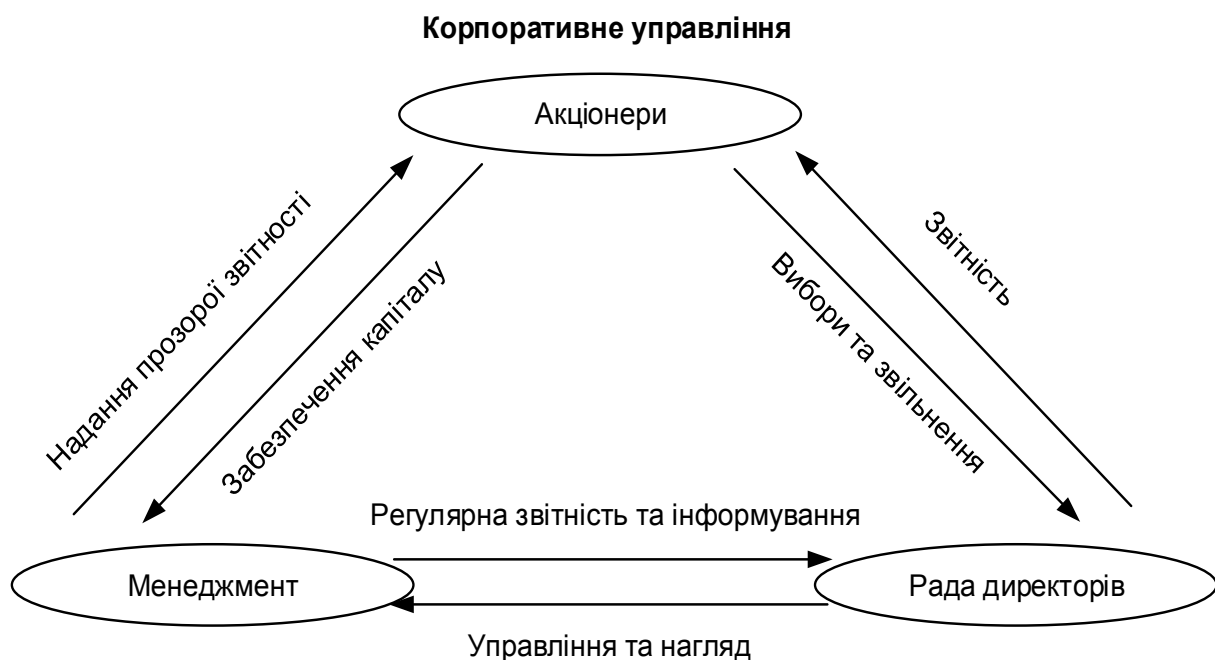 Корпоративне управління
Акціонери
Надання прозорої звітності
Забезпечення капіталу
Вибори та звільнення
Звітність
Регулярна звітність та інформування
Менеджмент
Рада директорів
Управління та нагляд